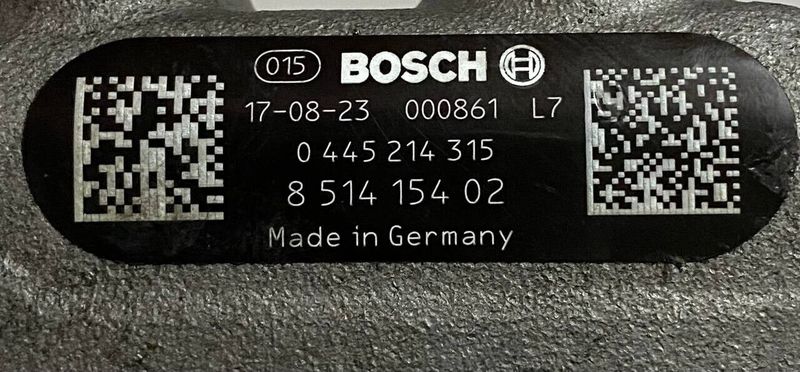 015 BOSCH
17-08-23 000861 L7
0 445 214 315
8 514 154 02
Made in Germany